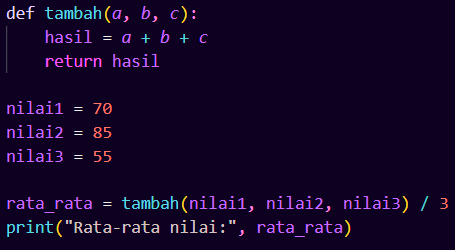 def tambah(a, b, c):
    hasil = a + b + c
    return hasil

nilai1 = 70
nilai2 = 85
nilai3 = 55

rata_rata = tambah(nilai1, nilai2, nilai3) / 3
print("Rata-rata nilai:", rata_rata)